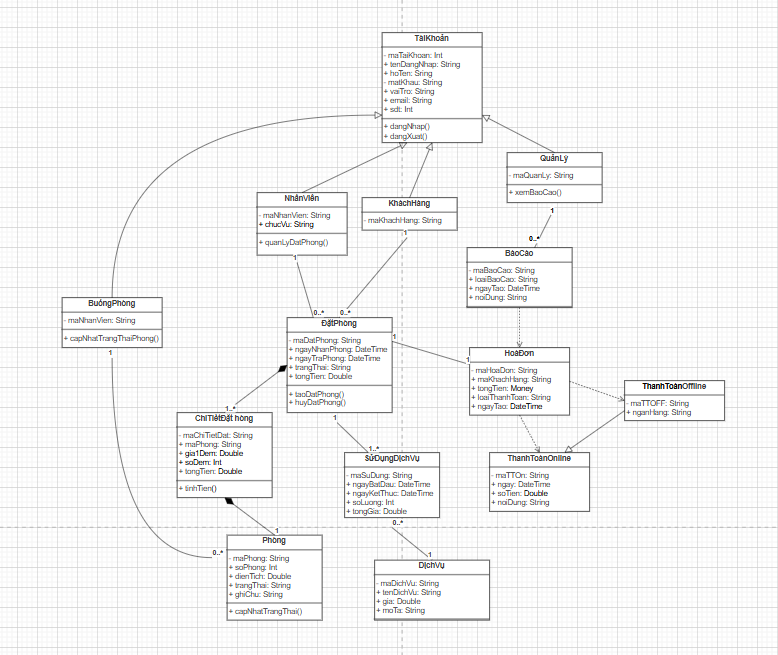 TàiKhoản
- maTaiKhoan: Int
+ tenDangNhap: String
+ hoTen: Sring
- matKhau: String
+ vaiTro: String
+ email: String
+ sdt: Int
+ dangNhap()
+ dangXuat()
QuảnLý
- maQuanLy: String
+ xemBaoCao()
1
0..*
NhânViên
- maNhanVien: String
+ chucVu: String
+ quanLyDatPhong()
1
0..*
KháchHàng
- maKhachHang: String
1
0..*
BáoCáo
- maBaoCao: String
+ loaiBaoCao: String
+ ngayTao: DateTime
+ noiDung: String
BuồngPhòng
- maNhanVien: String
+ capNhatTrangThaiPhong()
1
0..*
ĐặtPhòng
- maDatPhong: String
+ ngayNhanPhong: DateTime
+ ngayTraPhong: DateTime
+ trangThai: String
+ tongTien: Double
+ taoDatPhong()
+ huyDatPhong()
1
1
HoáĐơn
- maHoaDon: String
+ maKhachHang: String
+ tongTien: Money
+ loaiThanhToan: String
+ ngayTao: DateTime
ThanhToánOffline
- maTTOFF: String
+ nganHang: String
1..*
ChiTiếtĐặt hòng
- maChiTietDat: String
+ maPhong: String
+ gia1Dem: Double
+ soDem: Int
+ tongTien: Double
+ tinhTien()
1
1
1..*
SửDụngDịchVụ
- maSuDung: String
+ ngayBatDau: DateTime
+ ngayKetThuc: DateTime
+ soLuong: Int
+ tongGia: Double
0..*
1
ThanhToánOnline
- maTTOn: String
+ ngay: DateTime
+ soTien: Double
+ noiDung: String
Phòng
- maPhong: String
+ soPhong: Int
+ dienTich: Double
+ trangThai: String
+ ghiChu: String
+ capNhatTrangThai()
DịchVụ
- maDichVu: String
+ tenDichVu: String
+ gia: Double
+ moTa: String